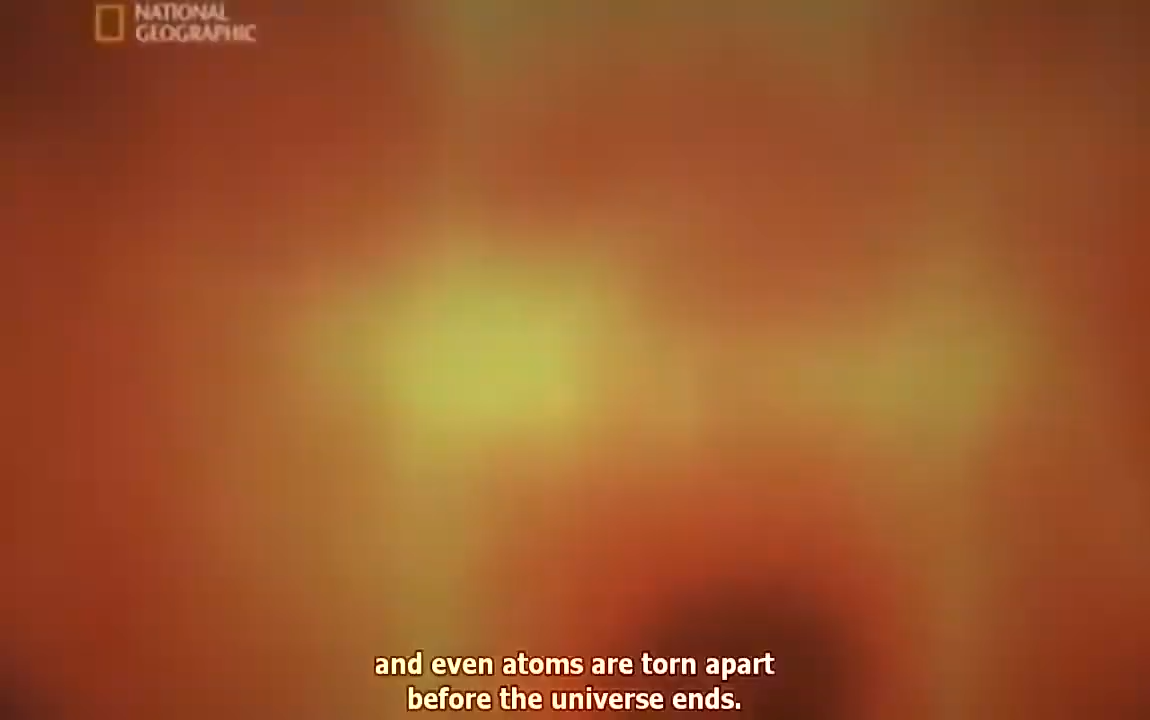 NATIONAL
GEOGRAPHIC
and even atoms are torn apart
before the universe ends.